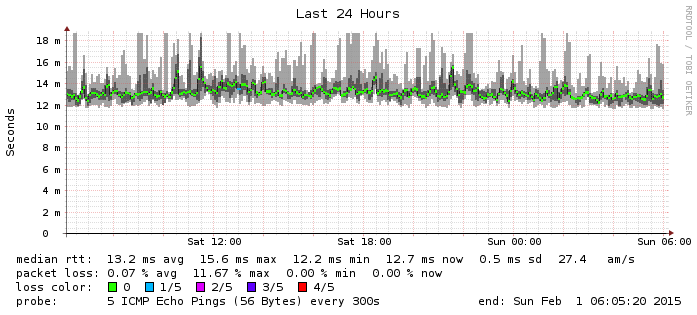 Last 24 Hours
RRDTOOL / TOBI OETIKER
Seconds
18 m
16 m
14 m
12 m
10 m
8 m
6 m
4 m
2 m
0
Sat 12:00 Sat 18:00 Sun 00:00 Sun 06:00
median rtt: 13.2 ms avg 15.6 ms max 12.2 ms min 12.7 ms now 0.5 ms sd 27.4 am/s
packet loss: 0.07 % avg 11.67 % max 0.00 % min 0.00 % now
loss color: 0 1/5 2/5 3/5 4/5
probe: 5 ICMP Echo Pings (56 Bytes) every 300s end: Sun Feb 1 06:05:20 2015